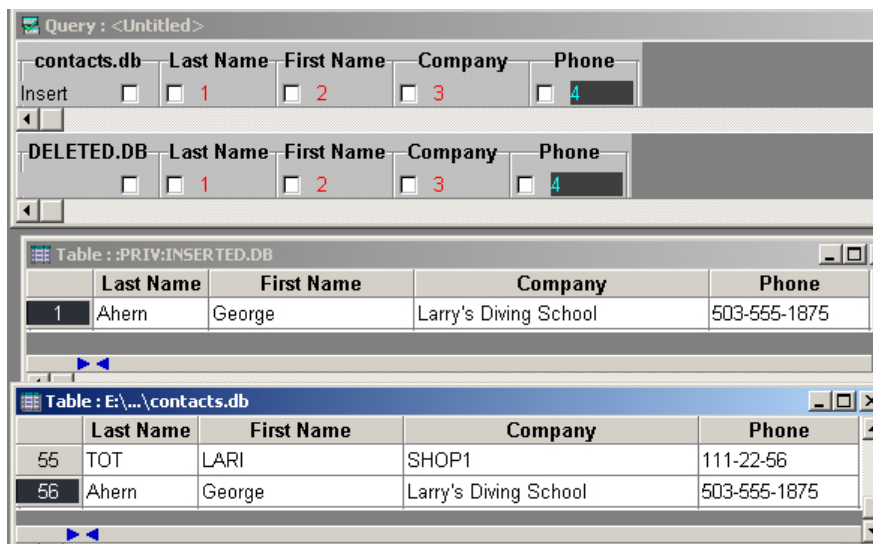 Query : <Untitled>
contacts.db Last Name First Name Company Phone
Insert 1 2 3 4
DELETED.DB Last Name First Name Company Phone
1 2 3 4
Table : :PRIV:INSERTED.DB
Last Name First Name Company Phone
1 Ahern George Larry's Diving School 503-555-1875
Table : E:\...\contacts.db
Last Name First Name Company Phone
55 TOT LARI SHOP1 111-22-56
56 Ahern George Larry's Diving School 503-555-1875